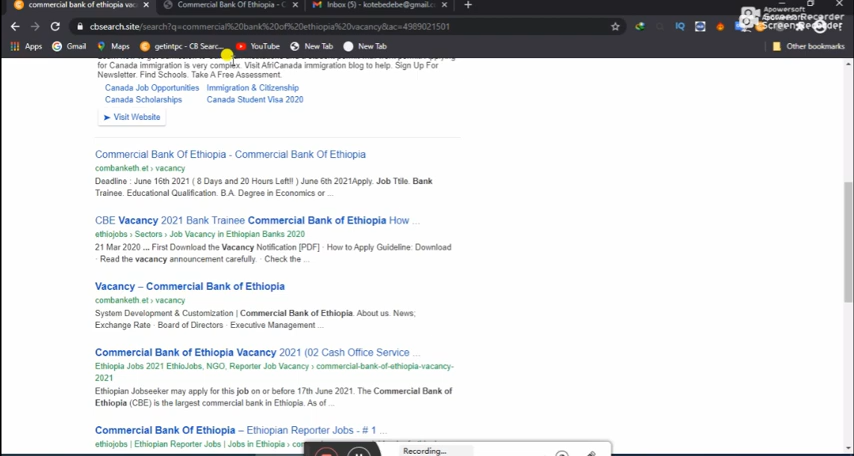 commercial bank of ethiopia vac
Commercial Bank Of Ethiopia - C
Inbox (5) - kotebedebe@gmail.c
Apowersoft
Screen Recorder
cbsearch.site/search?q=commercial%20bank%20of%20ethiopia%20vacancy&ac=4989021501
Apps
Gmail
Maps
getintpc - CB Searc...
YouTube
New Tab
New Tab
Other bookmarks
for Canada immigration is very complex. Visit AfriCanada immigration blog to help. Sign Up For
Newsletter. Find Schools. Take A Free Assessment.
Canada Job Opportunities Immigration & Citizenship
Canada Scholarships Canada Student Visa 2020
Visit Website
Commercial Bank Of Ethiopia - Commercial Bank Of Ethiopia
combanketh.et › vacancy
Deadline : June 16th 2021 ( 8 Days and 20 Hours Left!! ) June 6th 2021Apply. Job Ttile. Bank
Trainee. Educational Qualification. B.A. Degree in Economics or ...
CBE Vacancy 2021 Bank Trainee Commercial Bank of Ethiopia How ...
ethiojobs › Sectors › Job Vacancy in Ethiopian Banks 2020
21 Mar 2020 ... First Download the Vacancy Notification [PDF] · How to Apply Guideline: Download
· Read the vacancy announcement carefully. · Check the ...
Vacancy – Commercial Bank of Ethiopia
combanketh.et › vacancy
System Development & Customization | Commercial Bank of Ethiopia. About us. News;
Exchange Rate · Board of Directors · Executive Management ...
Commercial Bank of Ethiopia Vacancy 2021 (02 Cash Office Service ...
Ethiopia Jobs 2021 EthioJobs, NGO, Reporter Job Vacancy › commercial-bank-of-ethiopia-vacancy-
2021
Ethiopian Jobseeker may apply for this job on or before 17th June 2021. The Commercial Bank of
Ethiopia (CBE) is the largest commercial bank in Ethiopia. As of ...
Commercial Bank Of Ethiopia – Ethiopian Reporter Jobs - # 1 ...
ethiojobs | Ethiopian Reporter Jobs | Jobs in Ethiopia ›
Recording...